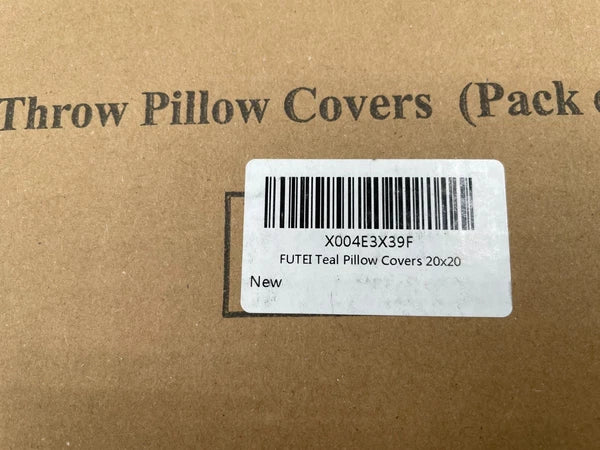 Throw Pillow Covers (Pack
X004E3X39F
FUTEI Teal Pillow Covers 20x20
New